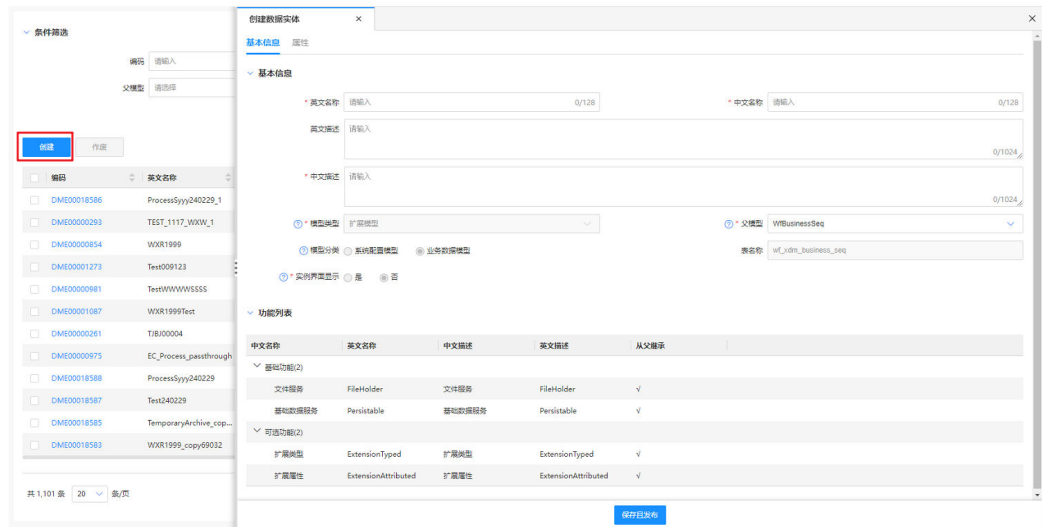 条件筛选
编码 请输入
父模型 请选择
创建 作废
编码 英文名称
DME00018586 ProcessSyyy240229_1
DME00000293 TEST_1117_WXW_1
DME00000854 WXR1999
DME00001273 Test009123
DME00000981 TestWWWWSSSS
DME00001087 WXR1999Test
DME00000261 TJBJ00004
DME00000975 EC_Process_passthrough
DME00018588 ProcessSyyy240229
DME00018587 Test240229
DME00018585 TemporaryArchive_cop...
DME00018583 WXR1999_copy69032
共 1,101 条 20 条/页
创建数据实体
基本信息 属性
基本信息
* 英文名称 请输入 0/128 * 中文名称 请输入 0/128
英文描述 请输入
0/1024
* 中文描述 请输入
0/1024
* 模型类型 扩展模型 * 父模型 WfBusinessSeq
模型分类 系统配置模型 业务数据模型 表名称 wf_xdm_business_seq
* 实例界面显示 是 否
功能列表
中文名称 英文名称 中文描述 英文描述 从父继承
基础功能(2)
文件服务 FileHolder 文件服务 FileHolder √
基础数据服务 Persistable 基础数据服务 Persistable √
可选功能(2)
扩展类型 ExtensionTyped 扩展类型 ExtensionTyped √
扩展属性 ExtensionAttributed 扩展属性 ExtensionAttributed √
保存且发布